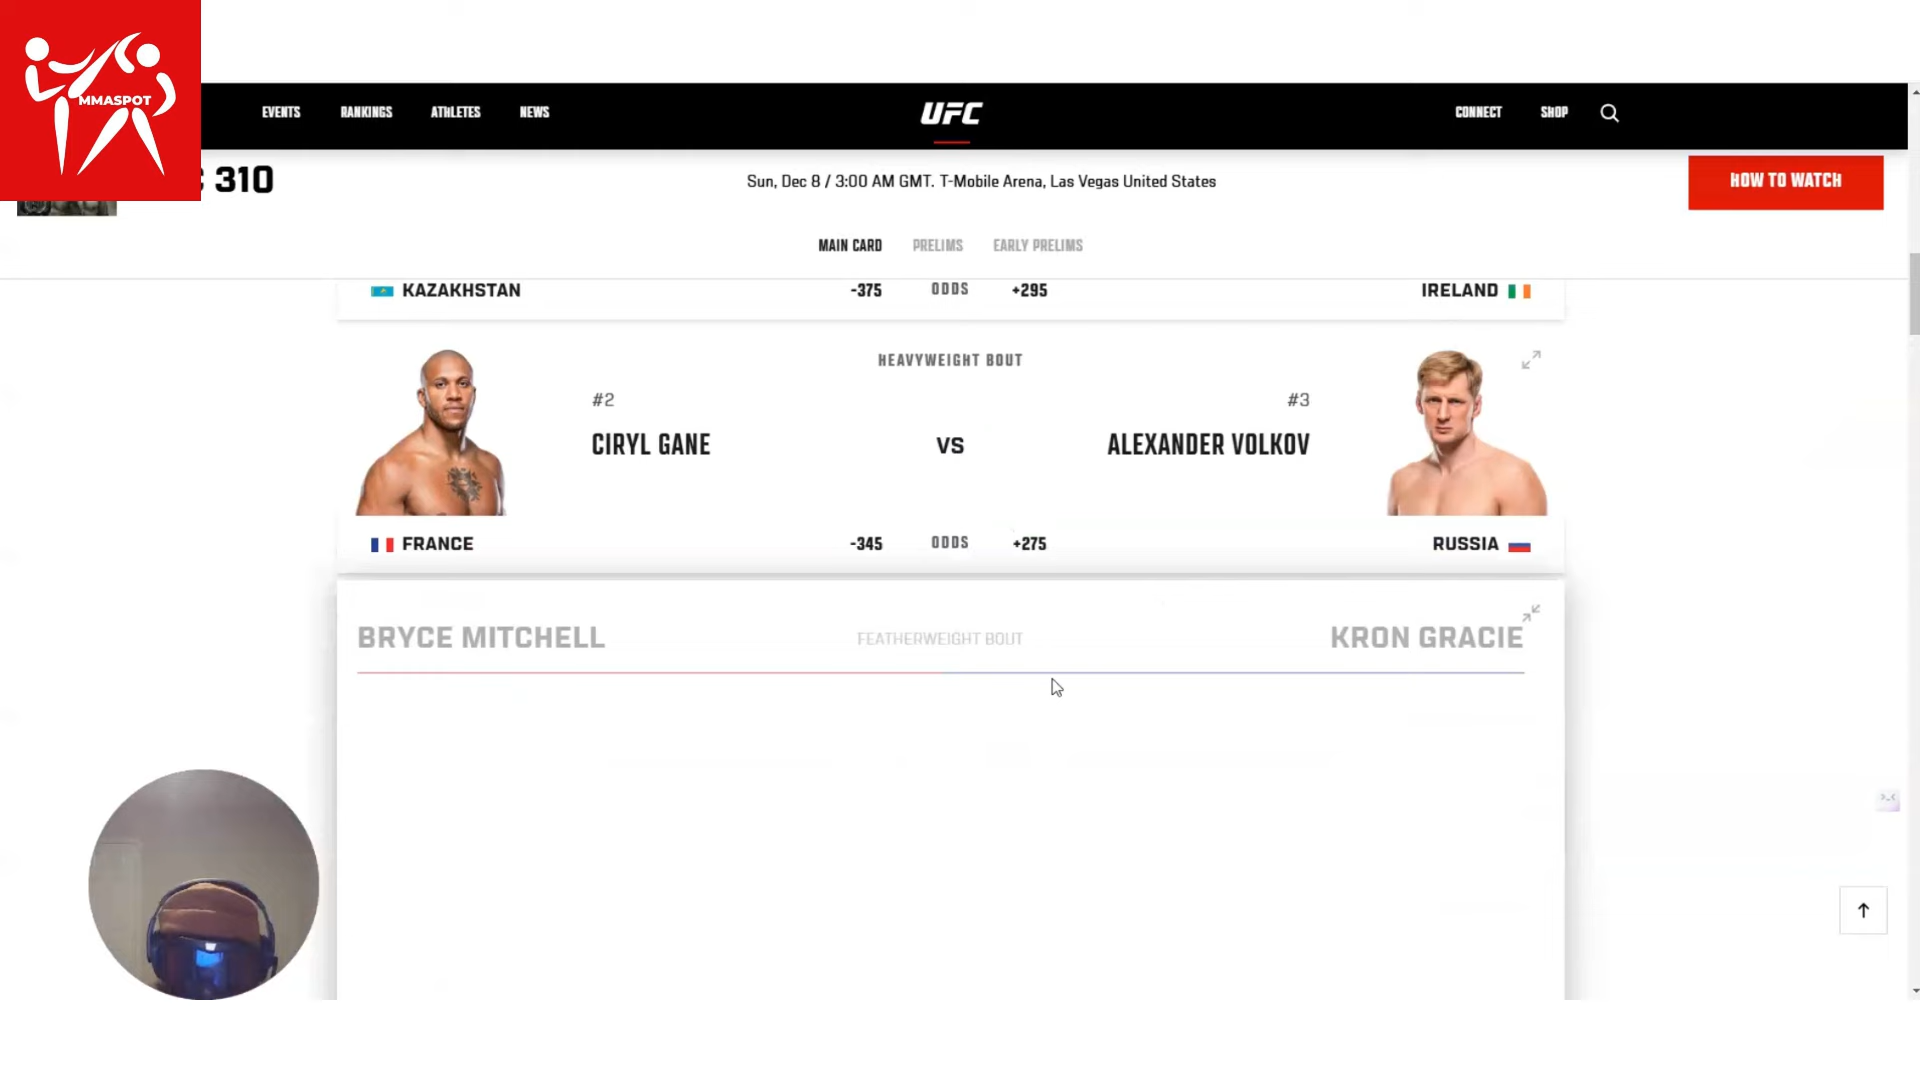 MMASPOT
EVENTS RANKINGS ATHLETES NEWS UFC CONNECT SHOP
310 Sun, Dec 8 / 3:00 AM GMT. T-Mobile Arena, Las Vegas United States HOW TO WATCH
MAIN CARD PRELIMS EARLY PRELIMS
KAZAKHSTAN -375 ODDS +295 IRELAND
HEAVYWEIGHT BOUT
#2 #3
CIRYL GANE VS ALEXANDER VOLKOV
FRANCE -345 ODDS +275 RUSSIA
BRYCE MITCHELL FEATHERWEIGHT BOUT KRON GRACIE